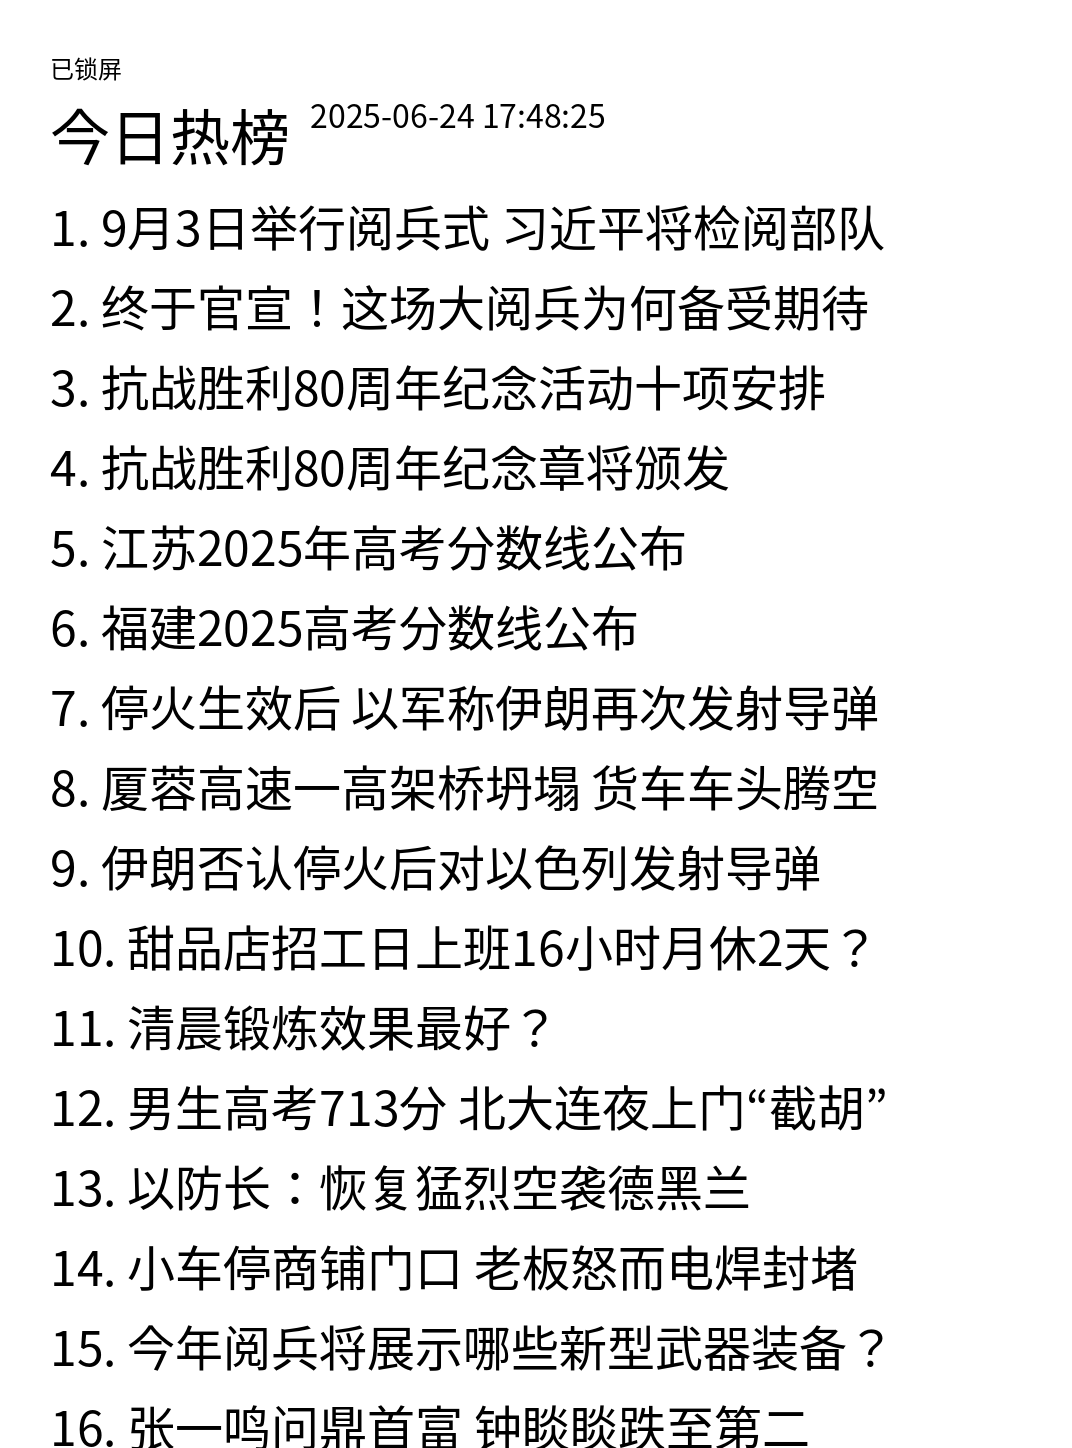 已锁屏
今日热榜 2025-06-24 17:48:25
1. 9月3日举行阅兵式 习近平将检阅部队
2. 终于官宣！这场大阅兵为何备受期待
3. 抗战胜利80周年纪念活动十项安排
4. 抗战胜利80周年纪念章将颁发
5. 江苏2025年高考分数线公布
6. 福建2025高考分数线公布
7. 停火生效后 以军称伊朗再次发射导弹
8. 厦蓉高速一高架桥坍塌 货车车头腾空
9. 伊朗否认停火后对以色列发射导弹
10. 甜品店招工日上班16小时月休2天？
11. 清晨锻炼效果最好？
12. 男生高考713分 北大连夜上门“截胡”
13. 以防长：恢复猛烈空袭德黑兰
14. 小车停商铺门口 老板怒而电焊封堵
15. 今年阅兵将展示哪些新型武器装备？
16. 张一鸣问鼎首富 钟睒睒跌至第二